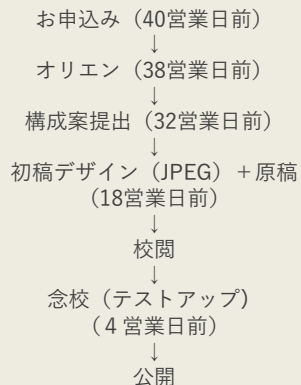 お申込み（40営業日前）
↓
オリエン（38営業日前）
↓
構成案提出（32営業日前）
↓
初稿デザイン（JPEG）＋原稿
（18営業日前）
↓
校閲
↓
念校（テストアップ）
（４営業日前）
↓
公開